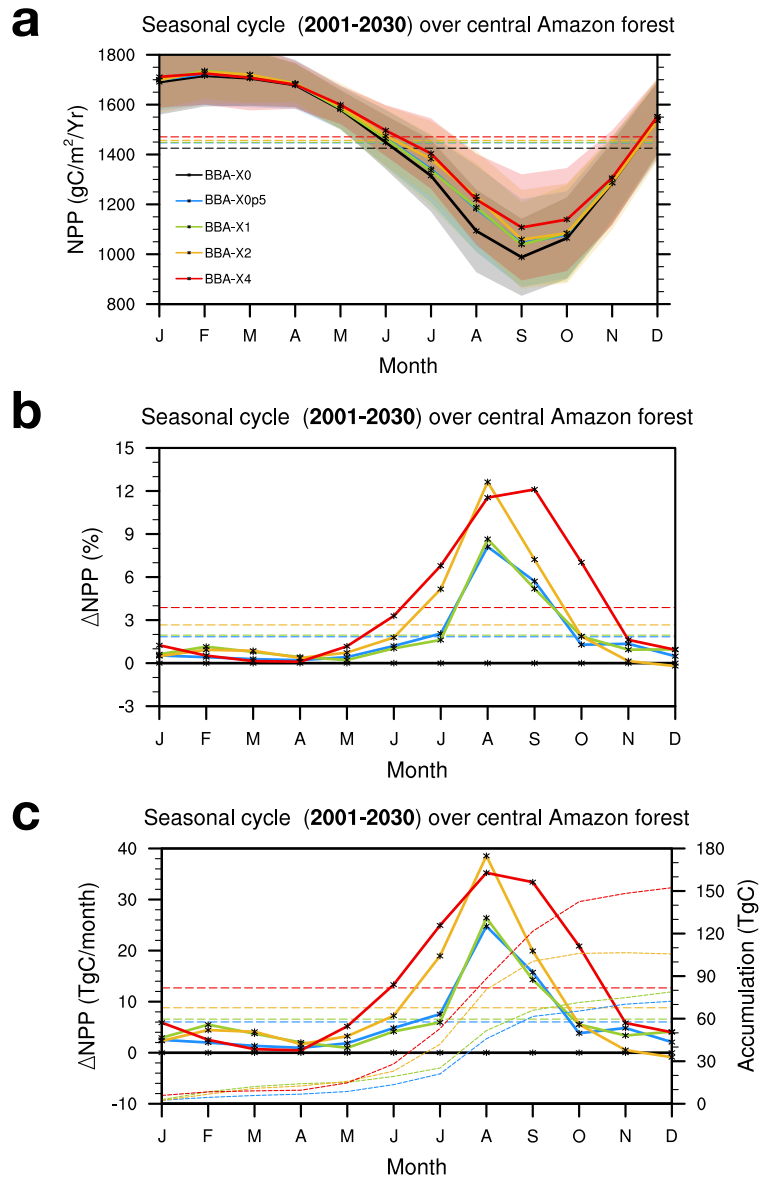 a
Seasonal cycle (2001-2030) over central Amazon forest
NPP (gC/m²/Yr)
1800
1600
1400
1200
1000
800
BBA-X0
BBA-X0p5
BBA-X1
BBA-X2
BBA-X4
J F M A M J J A S O N D
Month
b
Seasonal cycle (2001-2030) over central Amazon forest
ΔNPP (%)
15
12
9
6
3
0
-3
J F M A M J J A S O N D
Month
c
Seasonal cycle (2001-2030) over central Amazon forest
ΔNPP (TgC/month)
40
30
20
10
0
-10
180
150
120
90
60
30
0
Accumulation (TgC)
J F M A M J J A S O N D
Month